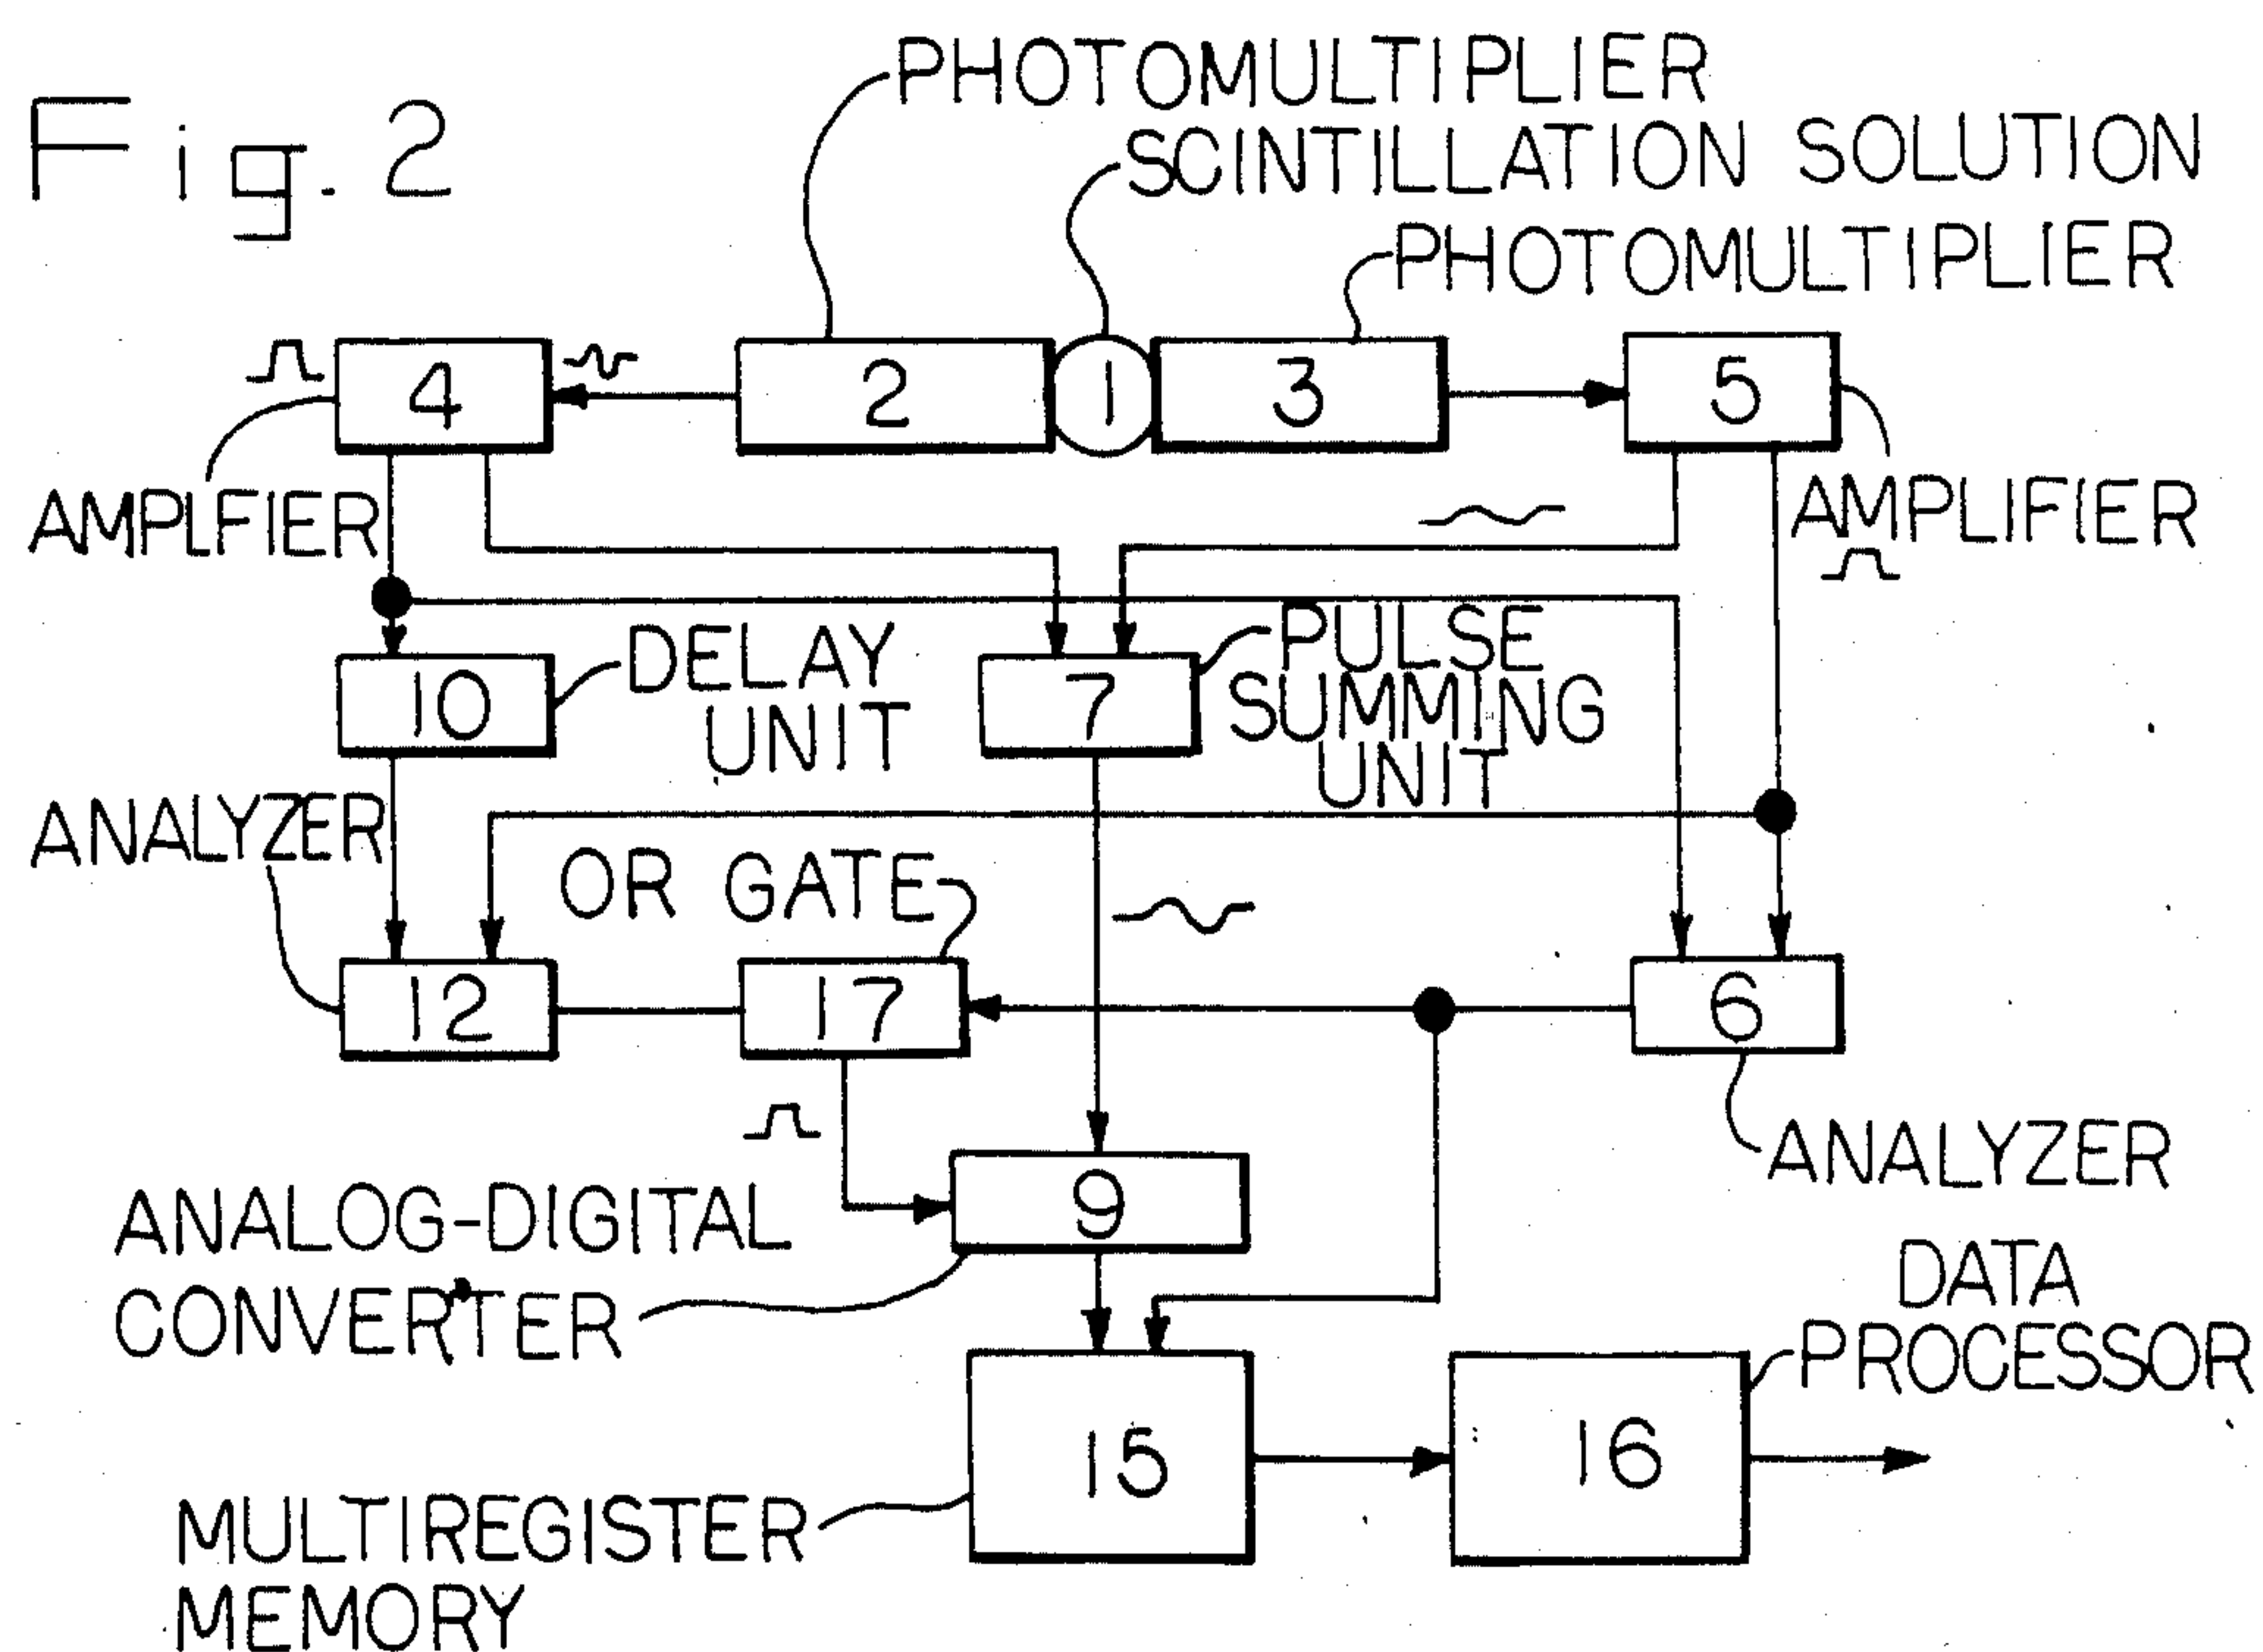 Fig. 2
PHOTOMULTIPLIER
SCINTILLATION SOLUTION
PHOTOMULTIPLIER
4
2
1
3
5
AMPLFIER
AMPLIFIER
10
DELAY
UNIT
7
PULSE
SUMMING
UNIT
ANALYZER
OR GATE
12
17
6
ANALYZER
9
ANALOG-DIGITAL
CONVERTER
DATA
PROCESSOR
15
16
MULTIREGISTER
MEMORY